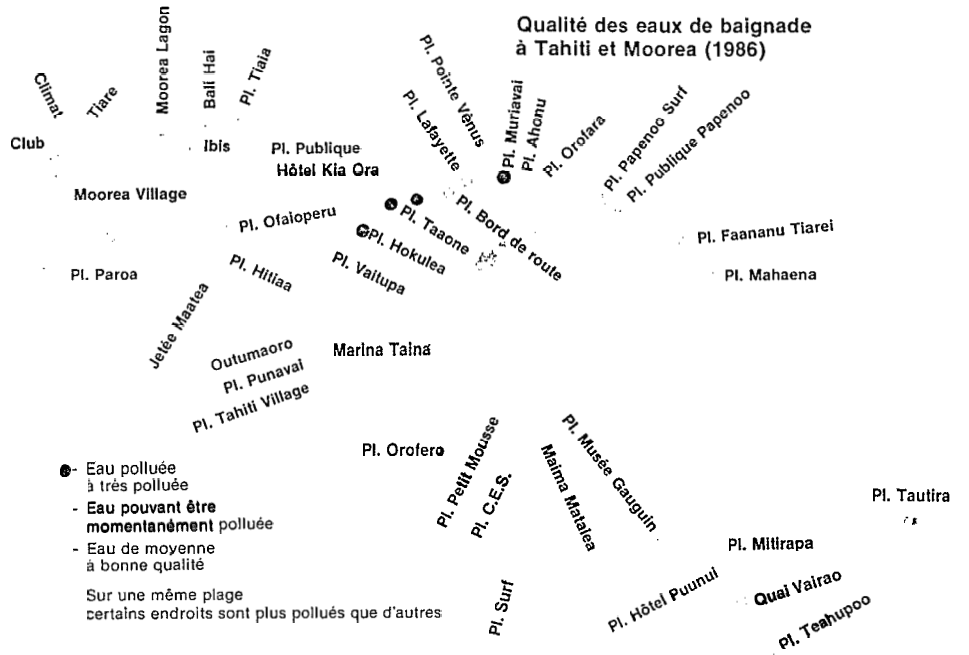 Qualité des eaux de baignade
à Tahiti et Moorea (1986)
Climat
Tiare
Moorea Lagon
Bali Hai
Pl. Tiaia
Club
Ibis
Pl. Publique
Hôtel Kia Ora
Moorea Village
Pl. Paroa
Pl. Pointe Vénus
Pl. Lafayette
Pl. Muriavai
Pl. Ahonu
Pl. Orofara
Pl. Papenoo Surf
Pl. Publique Papenoo
Pl. Ofaioperu
Pl. Taaone
Pl. Bord de route
Pl. Hokulea
Pl. Vaitupa
Pl. Hitiaa
Jetée Maatea
Pl. Faananu Tiarei
Pl. Mahaena
Outumaoro
Pl. Punavai
Pl. Tahiti Village
Marina Taina
Pl. Orofero
Pl. Petit Mousse
Pl. C.E.S.
Pl. Surf
Maima Mataiea
Pl. Musée Gauguin
Pl. Tautira
Pl. Mitirapa
Pl. Hôtel Puunui
Quai Vairao
Pl. Teahupoo
- Eau polluée
à très polluée
- Eau pouvant être
momentanément polluée
- Eau de moyenne
à bonne qualité
Sur une même plage
certains endroits sont plus pollués que d'autres